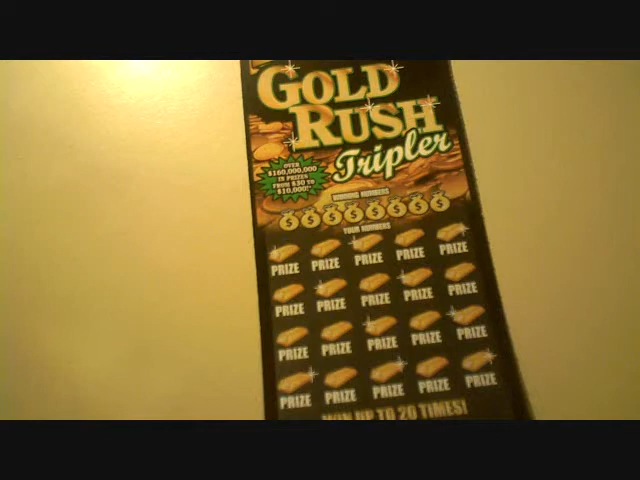 GOLD
RUSH
Tripler
OVER
$160,000,000
IN PRIZES
FROM $30 TO
$10,000!
WINNING NUMBERS
$ $ $ $ $ $ $ $
YOUR NUMBERS
PRIZE PRIZE PRIZE PRIZE PRIZE
PRIZE PRIZE PRIZE PRIZE PRIZE
PRIZE PRIZE PRIZE PRIZE PRIZE
PRIZE PRIZE PRIZE PRIZE PRIZE
WIN UP TO 20 TIMES!